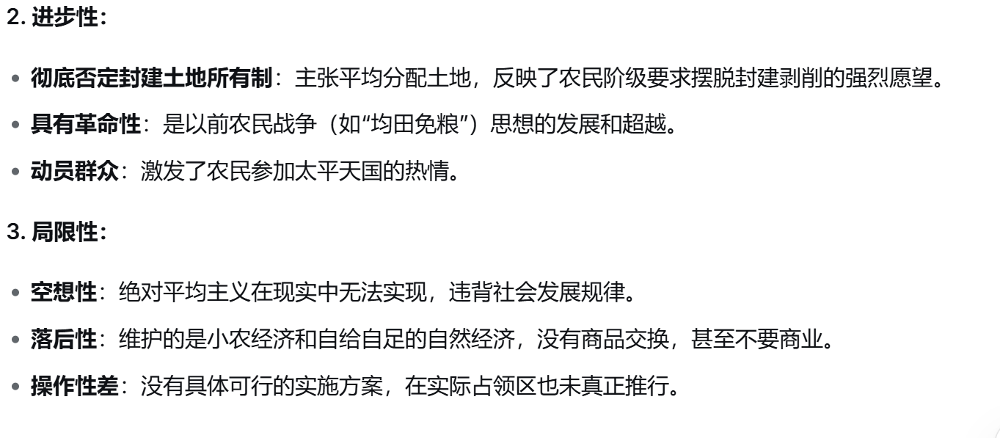 2. 进步性：
• 彻底否定封建土地所有制：主张平均分配土地，反映了农民阶级要求摆脱封建剥削的强烈愿望。
• 具有革命性：是以前农民战争（如“均田免粮”）思想的发展和超越。
• 动员群众：激发了农民参加太平天国的热情。
3. 局限性：
• 空想性：绝对平均主义在现实中无法实现，违背社会发展规律。
• 落后性：维护的是小农经济和自给自足的自然经济，没有商品交换，甚至不要商业。
• 操作性差：没有具体可行的实施方案，在实际占领区也未真正推行。